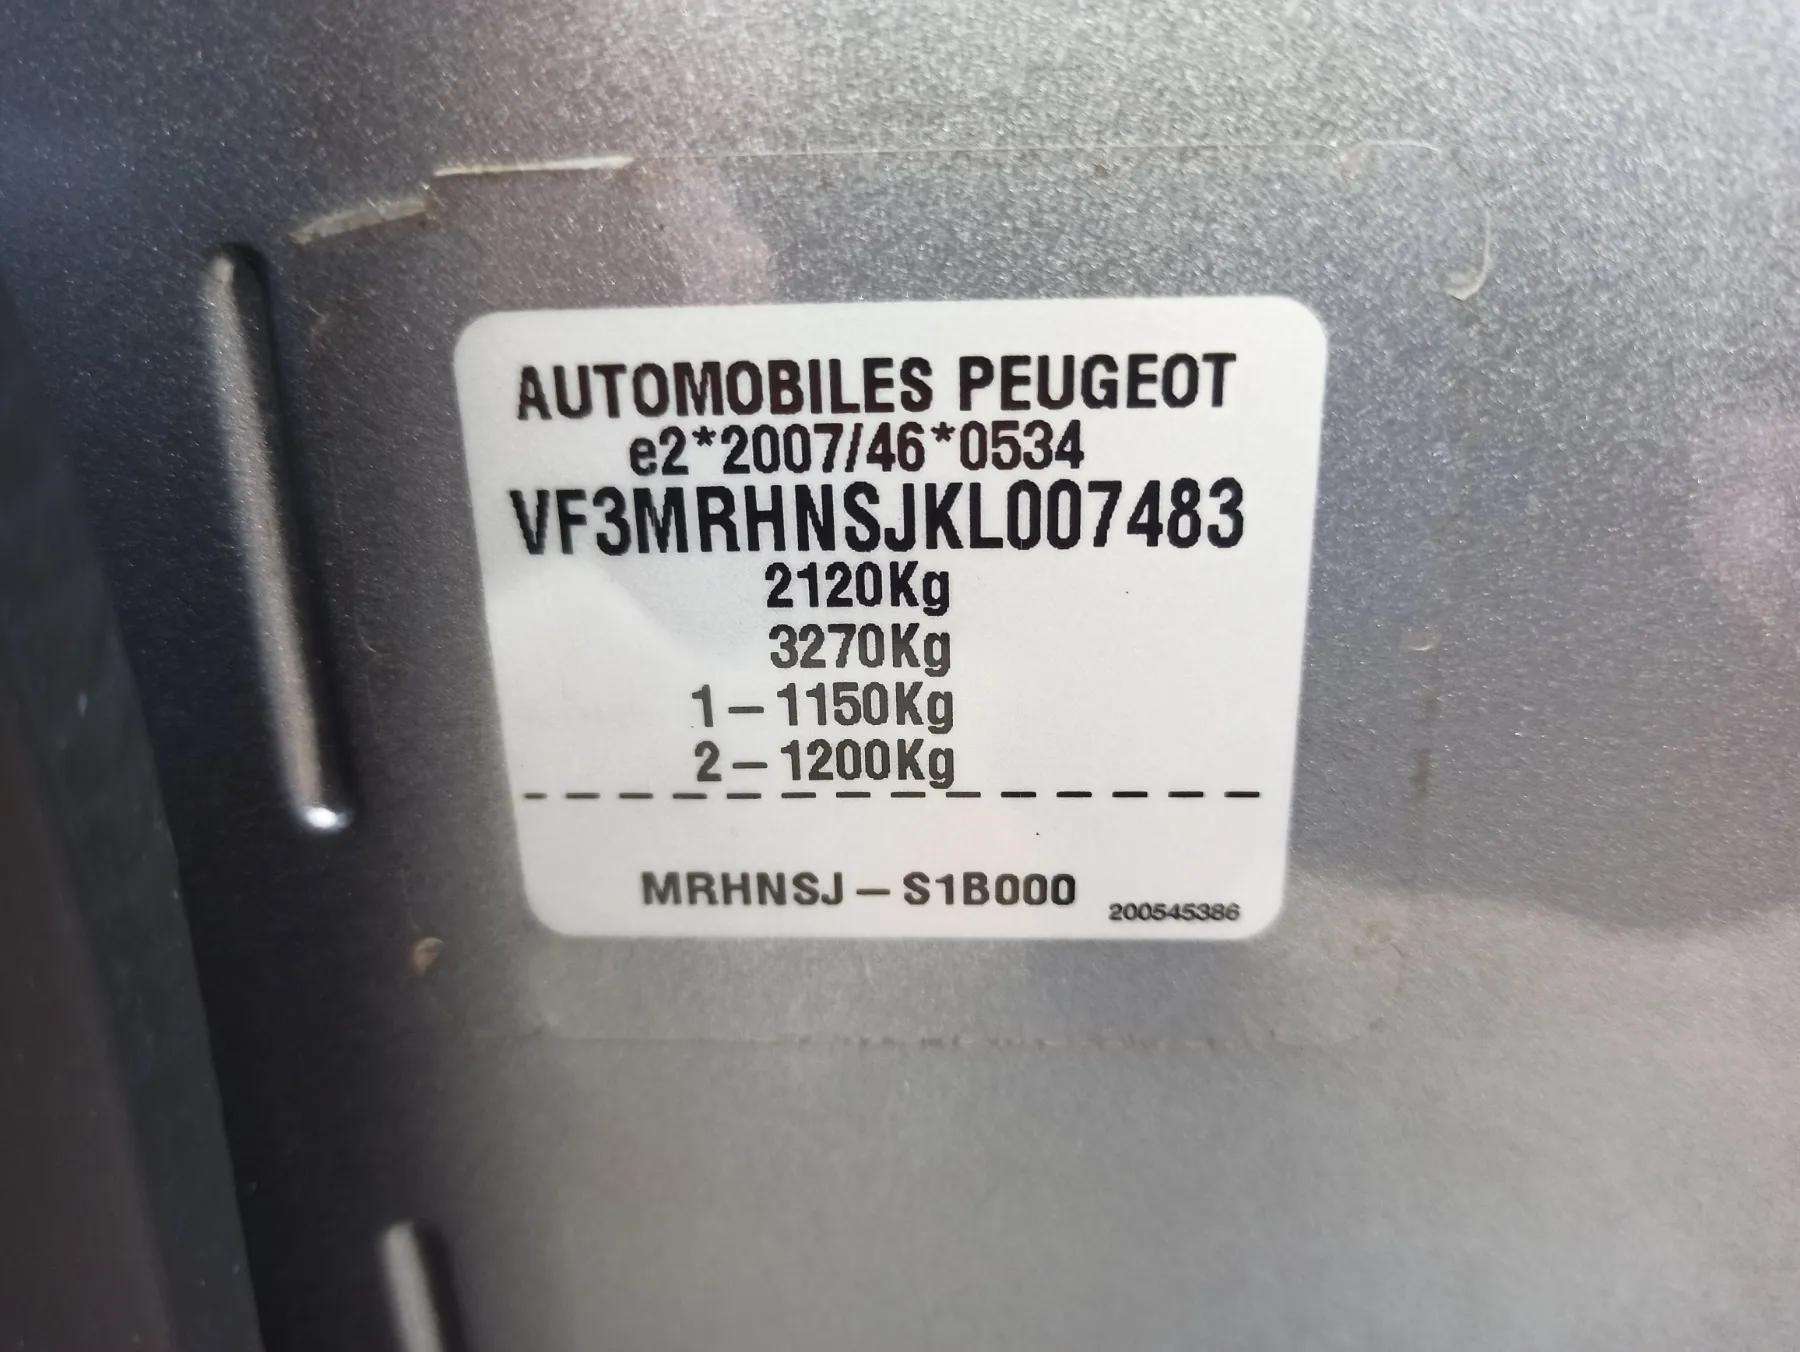 AUTOMOBILES PEUGEOT
e2*2007/46*0534
VF3MRHNSJKL007483
2120Kg
3270Kg
1-1150Kg
2-1200Kg
MRHNSJ-S1B000
200545386